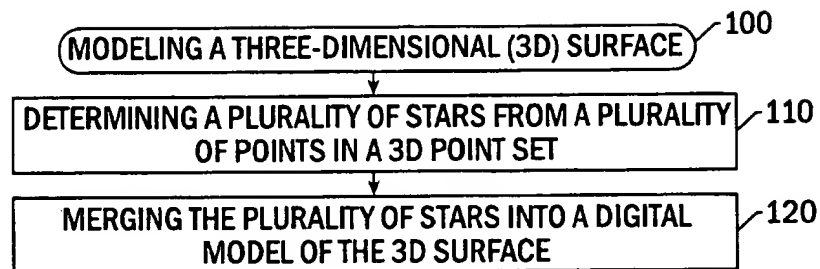 MODELING A THREE-DIMENSIONAL (3D) SURFACE
100
DETERMINING A PLURALITY OF STARS FROM A PLURALITY
OF POINTS IN A 3D POINT SET
110
MERGING THE PLURALITY OF STARS INTO A DIGITAL
MODEL OF THE 3D SURFACE
120